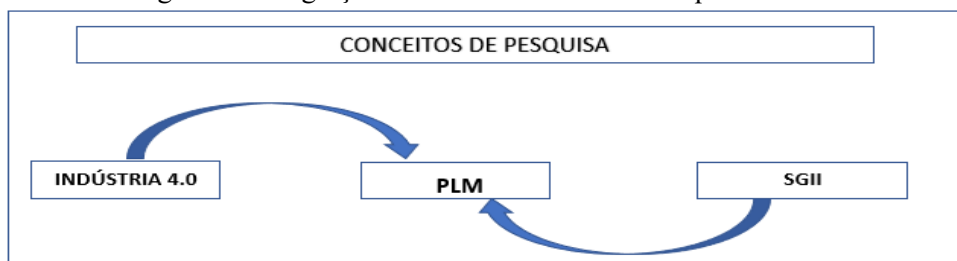 CONCEITOS DE PESQUISA
INDÚSTRIA 4.0
PLM
SGII